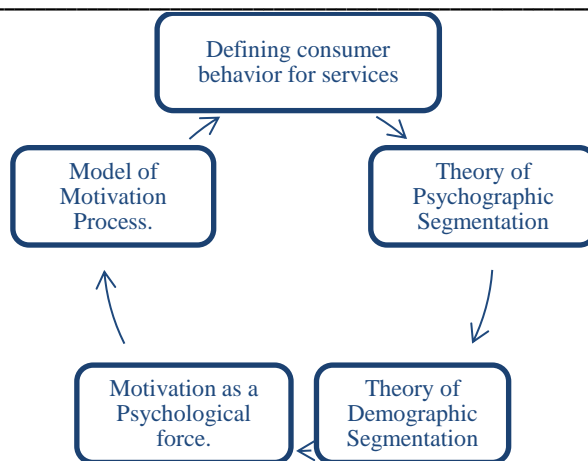 Defining consumer
behavior for services
Theory of
Psychographic
Segmentation
Theory of
Demographic
Segmentation
Motivation as a
Psychological
force.
Model of
Motivation
Process.